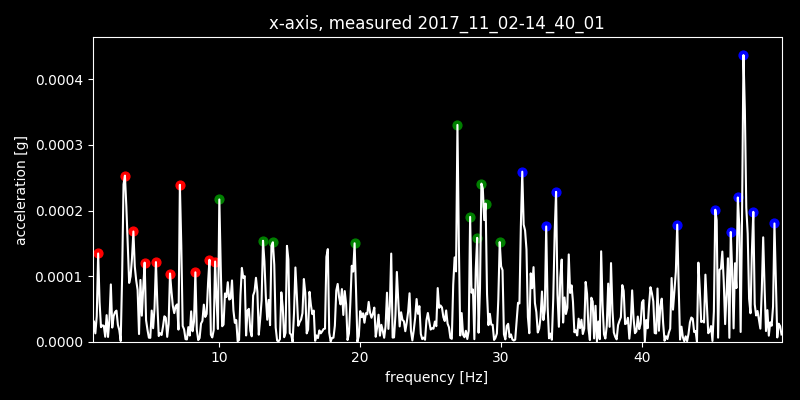 x-axis, measured 2017_11_02-14_40_01
0.0004
0.0003
0.0002
0.0001
0.0000
acceleration [g]
10 20 30 40
frequency [Hz]